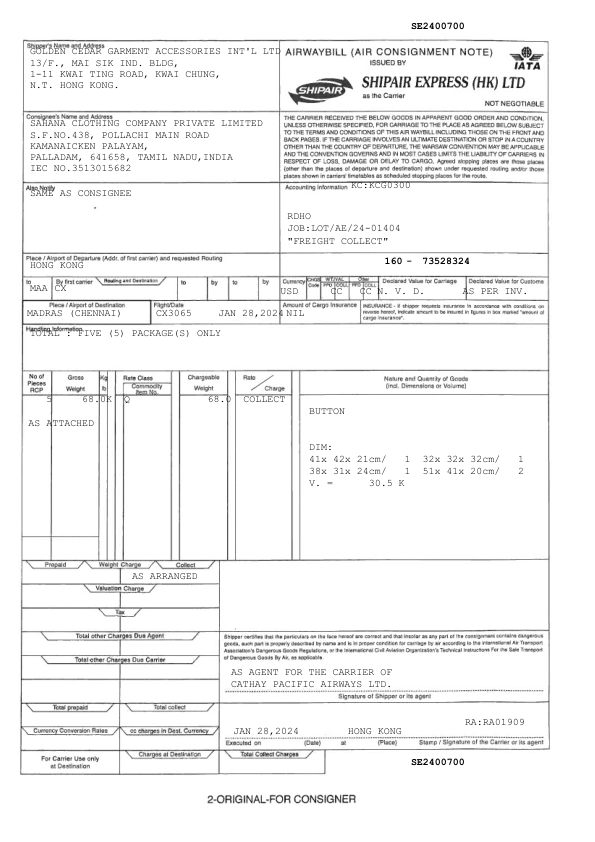 SE2400700
Shipper's Name and Address
GOLDEN CEDAR GARMENT ACCESSORIES INT'L LTD
13/F., MAI SIK IND. BLDG,
1-11 KWAI TING ROAD, KWAI CHUNG,
N.T. HONG KONG.
AIRWAYBILL (AIR CONSIGNMENT NOTE)
ISSUED BY
IATA
SHIPAIR
SHIPAIR EXPRESS (HK) LTD
as the Carrier
NOT NEGOTIABLE
Consignee's Name and Address
SAHANA CLOTHING COMPANY PRIVATE LIMITED
S.F.NO.438, POLLACHI MAIN ROAD
KAMANAICKEN PALAYAM,
PALLADAM, 641658, TAMIL NADU,INDIA
IEC NO.3513015682
THE CARRIER RECEIVED THE BELOW GOODS IN APPARENT GOOD ORDER AND CONDITION,
UNLESS OTHERWISE SPECIFIED, FOR CARRIAGE TO THE PLACE AS AGREED BELOW SUBJECT
TO THE TERMS AND CONDITIONS OF THIS AIR WAYBILL INCLUDING THOSE ON THE FRONT AND
BACK PAGES. IF THE CARRIAGE INVOLVES AN ULTIMATE DESTINATION OR STOP IN A COUNTRY
OTHER THAN THE COUNTRY OF DEPARTURE, THE WARSAW CONVENTION MAY BE APPLICABLE
AND THE CONVENTION GOVERNS AND IN MOST CASES LIMITS THE LIABILITY OF CARRIERS IN
RESPECT OF LOSS, DAMAGE OR DELAY TO CARGO. Agreed stopping places are those places
(other than the places of departure and destination) shown under requested routing and/or those
places shown in carriers' timetables as scheduled stopping places for the route.
Also Notify
SAME AS CONSIGNEE
Accounting Information KC:KCG0300
RDHO
JOB:LOT/AE/24-01404
"FREIGHT COLLECT"
Place / Airport of Departure (Addr. of first carrier) and requested Routing
HONG KONG
160 - 73528324
to By first carrier Routing and Destination to by to by Currency CHGS Code WT/VAL PPD COLL Other PPD COLL Declared Value for Carriage Declared Value for Customs
MAA CX USD CC CC N. V. D. AS PER INV.
Place / Airport of Destination Flight/Date Amount of Cargo Insurance
MADRAS (CHENNAI) CX3065 JAN 28,2024 NIL
INSURANCE - If shipper requests insurance in accordance with conditions on
reverse hereof, indicate amount to be insured in figures in box marked "amount of
cargo insurance".
Handling Information
TOTAL : FIVE (5) PACKAGE(S) ONLY
No of Pieces RCP Gross Weight Kg lb Rate Class Commodity Item No. Chargeable Weight Rate / Charge Nature and Quantity of Goods (incl. Dimensions or Volume)
5 68.0K Q 68.0 COLLECT
BUTTON
AS ATTACHED
DIM:
41x 42x 21cm/ 1 32x 32x 32cm/ 1
38x 31x 24cm/ 1 51x 41x 20cm/ 2
V. = 30.5 K
Prepaid Weight Charge Collect
AS ARRANGED
Valuation Charge
Tax
Total other Charges Due Agent
Shipper certifies that the particulars on the face hereof are correct and that insofar as any part of the consignment contains dangerous
goods, such part is properly described by name and is in proper condition for carriage by air according to the International Air Transport
Association's Dangerous Goods Regulations, or the International Civil Aviation Organization's Technical Instructions For the Safe Transport
of Dangerous Goods By Air, as applicable.
Total other Charges Due Carrier
AS AGENT FOR THE CARRIER OF
CATHAY PACIFIC AIRWAYS LTD.
Signature of Shipper or its agent
Total prepaid Total collect
RA:RA01909
Currency Conversion Rates cc charges in Dest. Currency
JAN 28,2024 HONG KONG
Executed on (Date) at (Place) Stamp / Signature of the Carrier or its agent
For Carrier Use only at Destination
Charges at Destination Total Collect Charges
SE2400700
2-ORIGINAL-FOR CONSIGNER